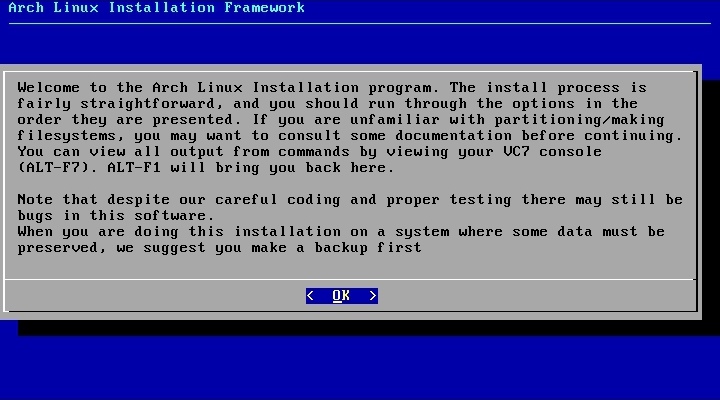 Arch Linux Installation Framework
Welcome to the Arch Linux Installation program. The install process is
fairly straightforward, and you should run through the options in the
order they are presented. If you are unfamiliar with partitioning/making
filesystems, you may want to consult some documentation before continuing.
You can view all output from commands by viewing your VC7 console
(ALT-F7). ALT-F1 will bring you back here.
Note that despite our careful coding and proper testing there may still be
bugs in this software.
When you are doing this installation on a system where some data must be
preserved, we suggest you make a backup first
< OK >